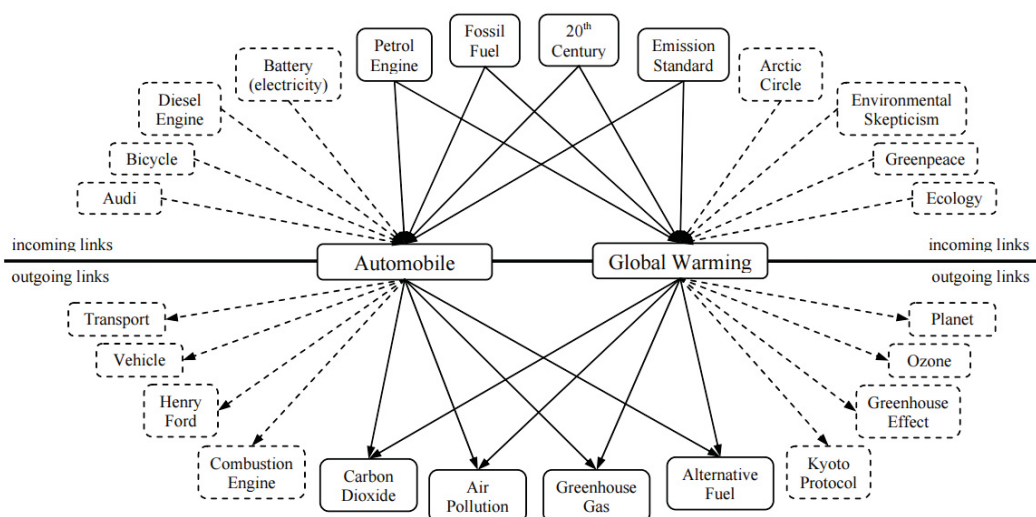 Petrol
Engine
Fossil
Fuel
20th
Century
Emission
Standard
Battery
(electricity)
Arctic
Circle
Diesel
Engine
Environmental
Skepticism
Bicycle
Greenpeace
Audi
Ecology
incoming links
incoming links
Automobile
Global Warming
outgoing links
outgoing links
Transport
Planet
Vehicle
Ozone
Henry
Ford
Greenhouse
Effect
Combustion
Engine
Carbon
Dioxide
Air
Pollution
Greenhouse
Gas
Alternative
Fuel
Kyoto
Protocol